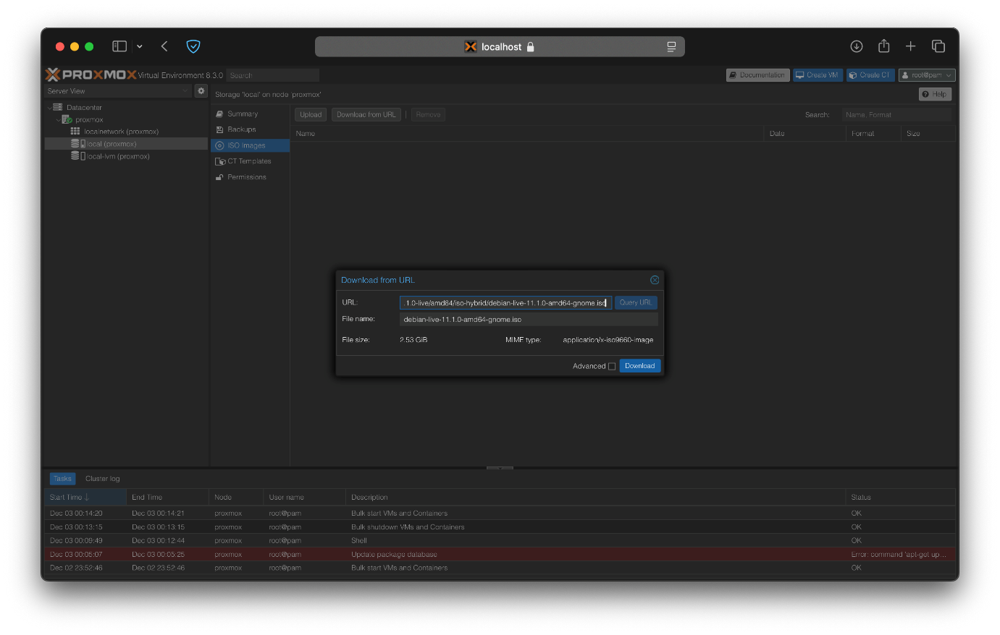 localhost
PROXMOX Virtual Environment 8.3.0 Search
Documentation Create VM Create CT root@pam
Server View
Storage 'local' on node 'proxmox' Help
Datacenter
proxmox
localnetwork (proxmox)
local (proxmox)
local-lvm (proxmox)
Summary
Backups
ISO Images
CT Templates
Permissions
Upload Download from URL Remove Search: Name, Format
Name Date Format Size
Download from URL
URL: .1.0-live/amd64/iso-hybrid/debian-live-11.1.0-amd64-gnome.iso Query URL
File name: debian-live-11.1.0-amd64-gnome.iso
File size: 2.53 GiB MIME type: application/x-iso9660-image
Advanced Download
Tasks Cluster log
Start Time ↓ End Time Node User name Description Status
Dec 03 00:14:20 Dec 03 00:14:21 proxmox root@pam Bulk start VMs and Containers OK
Dec 03 00:13:15 Dec 03 00:13:15 proxmox root@pam Bulk shutdown VMs and Containers OK
Dec 03 00:09:49 Dec 03 00:12:44 proxmox root@pam Shell OK
Dec 03 00:05:07 Dec 03 00:05:25 proxmox root@pam Update package database Error: command 'apt-get up...
Dec 02 23:52:46 Dec 02 23:52:46 proxmox root@pam Bulk start VMs and Containers OK